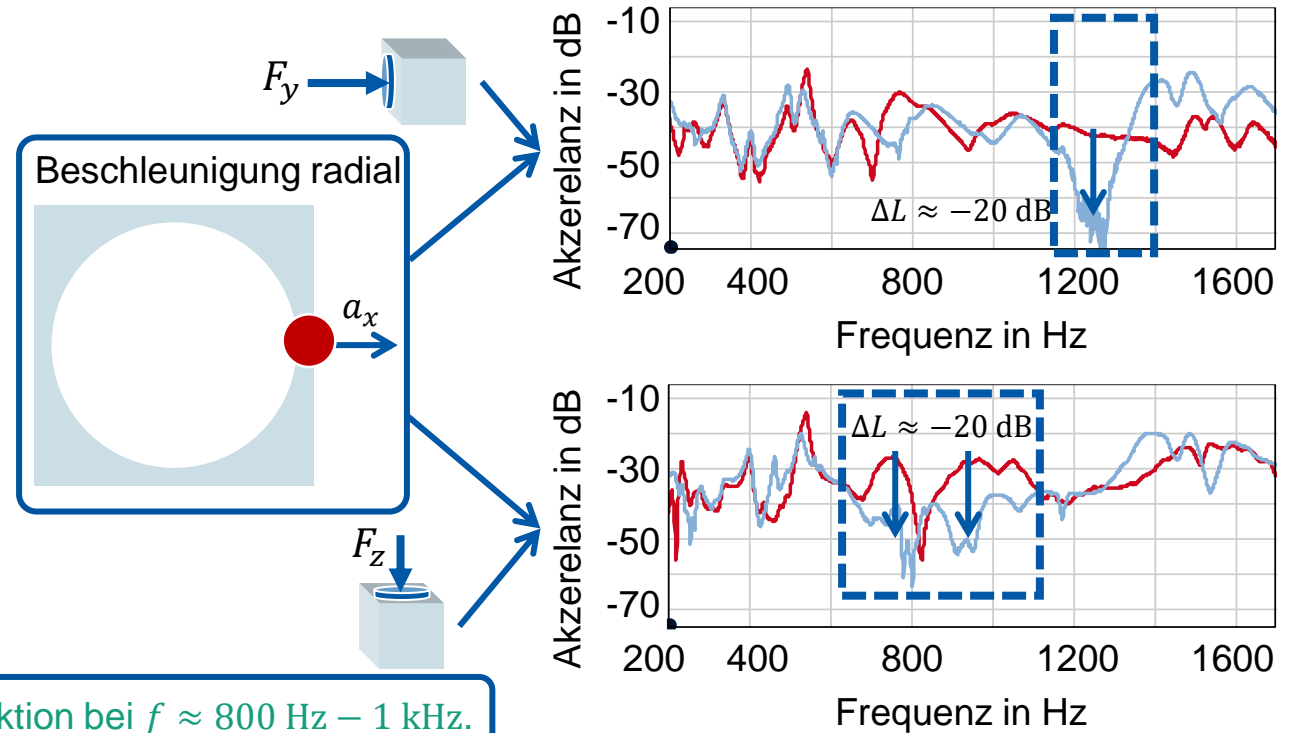 F_y
Beschleunigung radial
a_x
F_z
ktion bei f ≈ 800 Hz − 1 kHz.
Akzerelanz in dB
-10
-30
-50
-70
ΔL ≈ −20 dB
200 400 800 1200 1600
Frequenz in Hz
Akzerelanz in dB
-10
-30
-50
-70
ΔL ≈ −20 dB
200 400 800 1200 1600
Frequenz in Hz